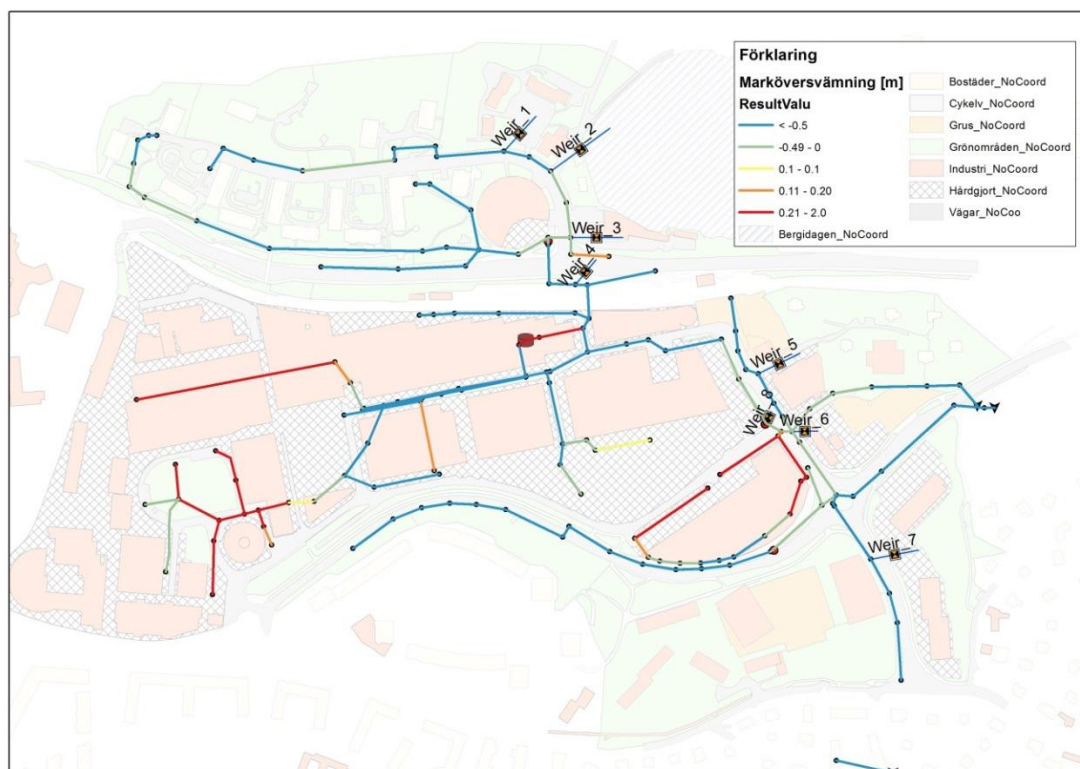 Förklaring
Marköversvämning [m]
ResultValu
< -0.5
-0.49 - 0
0.1 - 0.1
0.11 - 0.20
0.21 - 2.0
Bergidagen_NoCoord
Bostäder_NoCoord
Cykelv_NoCoord
Grus_NoCoord
Grönområden_NoCoord
Industri_NoCoord
Hårdgjort_NoCoord
Vägar_NoCoo
Weir_1
Weir_2
Weir_3
Weir_4
Weir_5
Weir_8
Weir_6
Weir_7